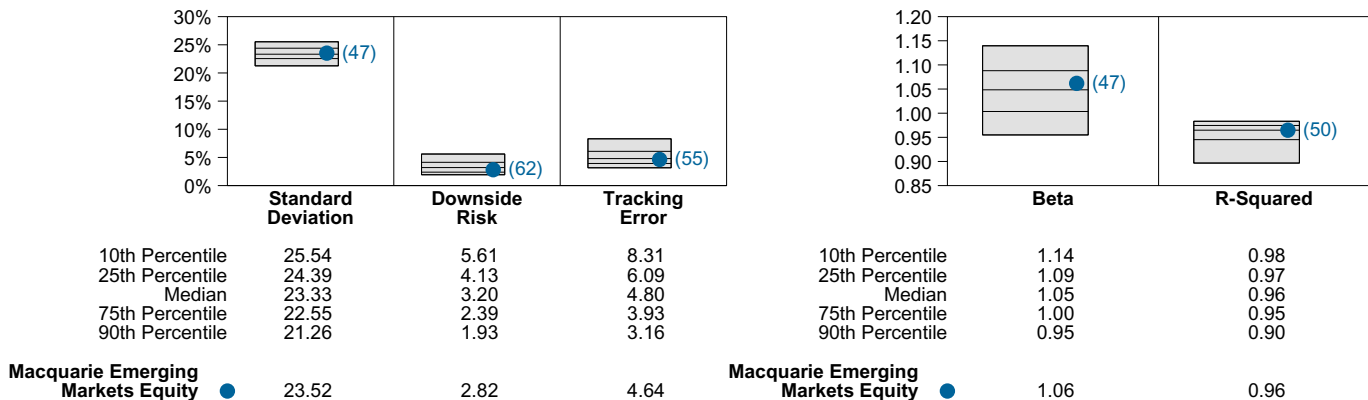 30%
25%
20%
15%
10%
5%
0%
(47)
(62)
(55)
Standard Deviation
Downside Risk
Tracking Error
10th Percentile 25.54 5.61 8.31
25th Percentile 24.39 4.13 6.09
Median 23.33 3.20 4.80
75th Percentile 22.55 2.39 3.93
90th Percentile 21.26 1.93 3.16
Macquarie Emerging
Markets Equity 23.52 2.82 4.64
1.20
1.15
1.10
1.05
1.00
0.95
0.90
0.85
(47)
(50)
Beta R-Squared
10th Percentile 1.14 0.98
25th Percentile 1.09 0.97
Median 1.05 0.96
75th Percentile 1.00 0.95
90th Percentile 0.95 0.90
Macquarie Emerging
Markets Equity 1.06 0.96